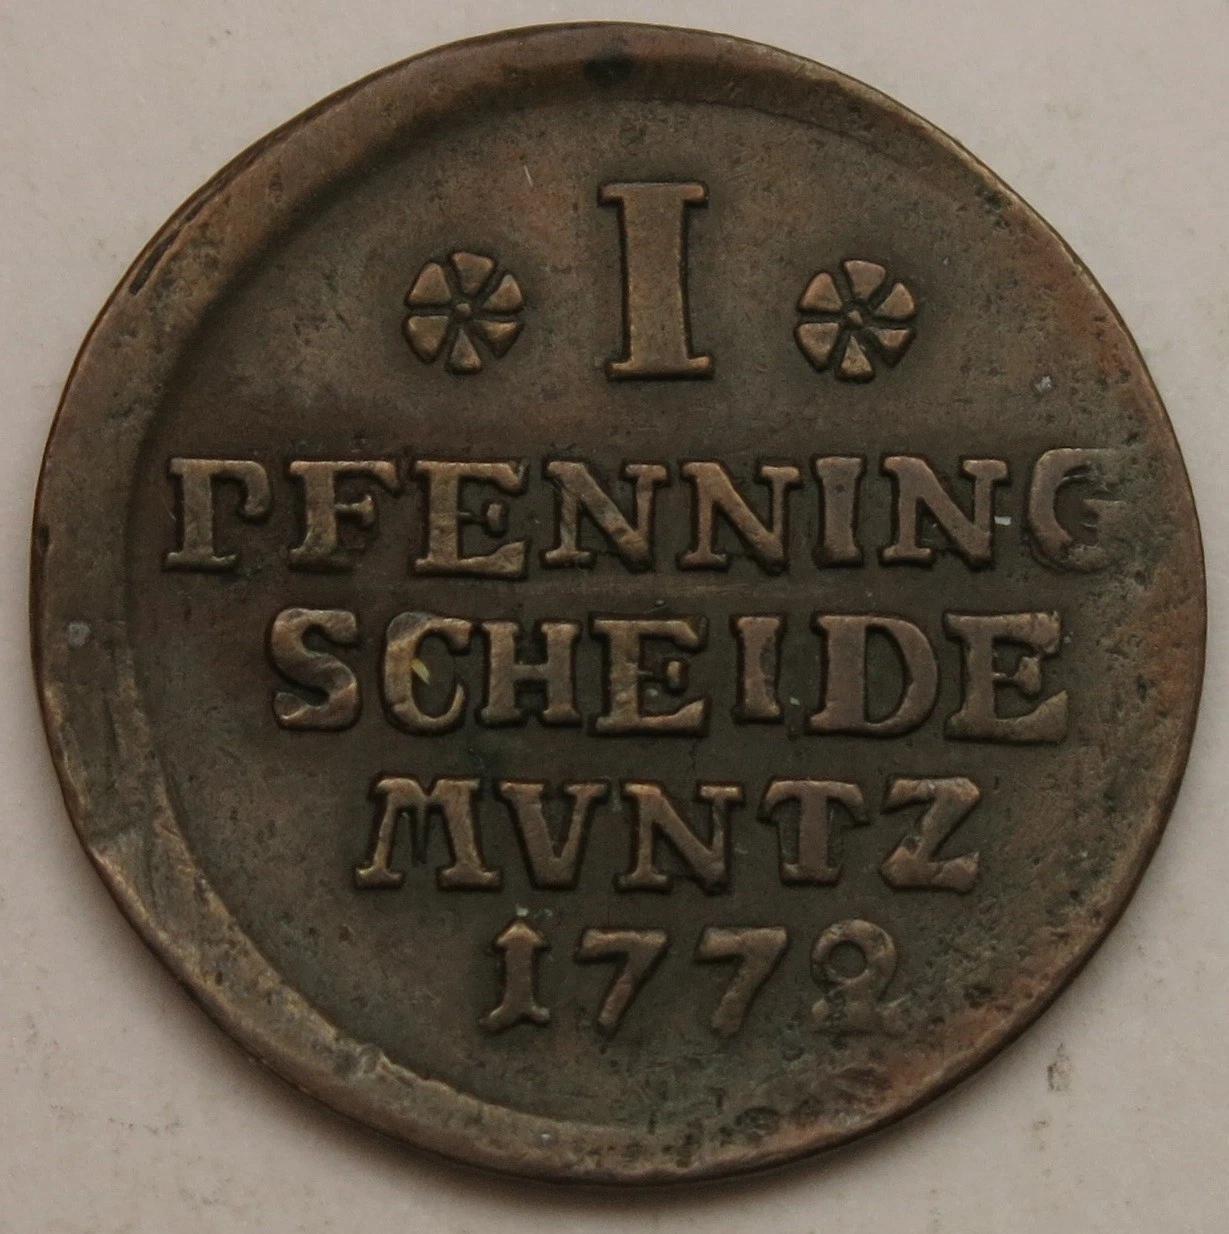 I
PFENNING
SCHEIDE
MVNTZ
1772